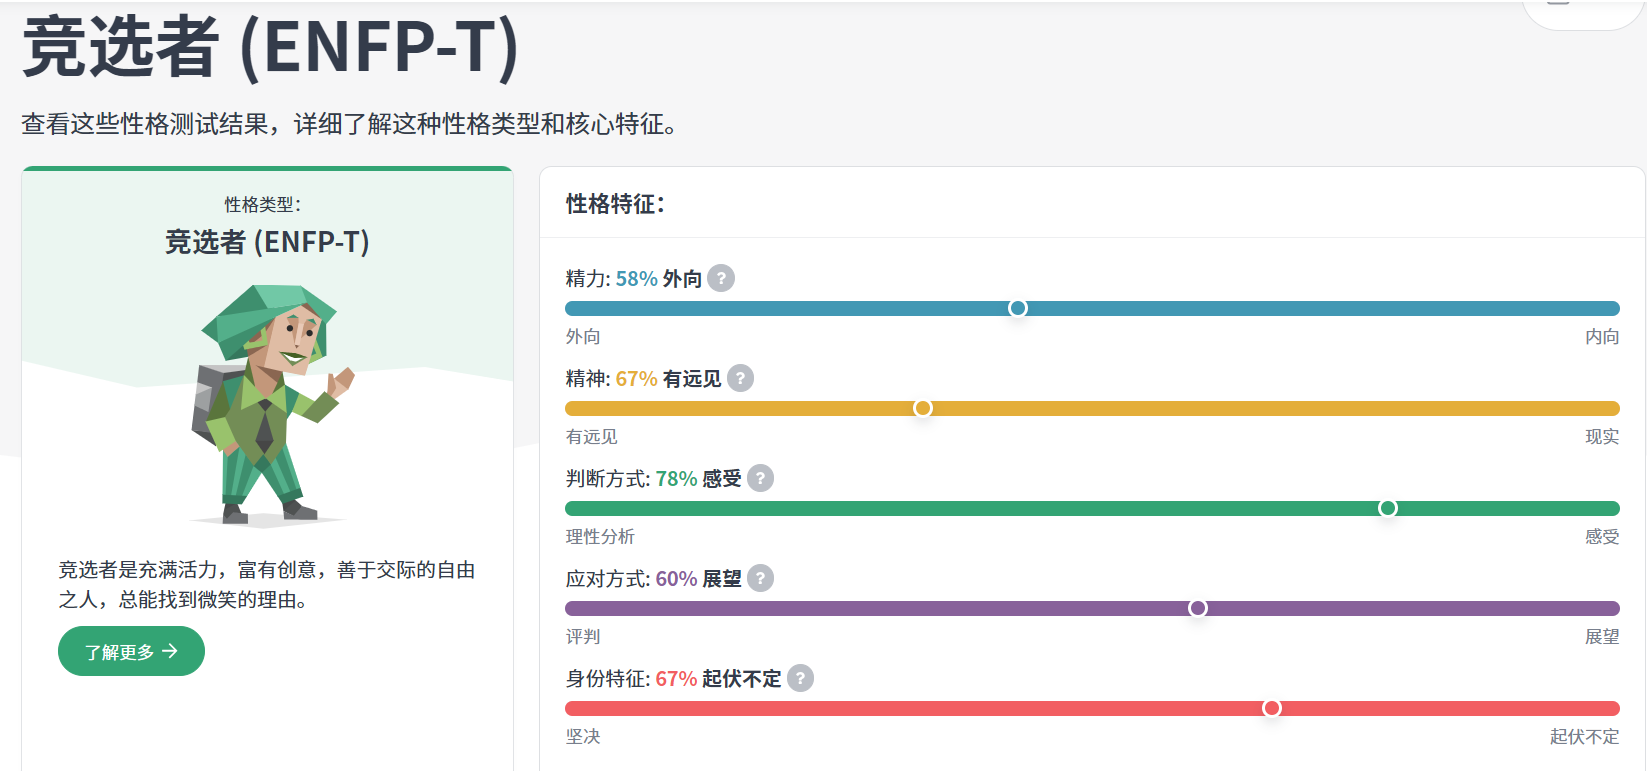 竞选者 (ENFP-T)
查看这些性格测试结果，详细了解这种性格类型和核心特征。
性格类型：
竞选者 (ENFP-T)
竞选者是充满活力，富有创意，善于交际的自由
之人，总能找到微笑的理由。
了解更多 →
性格特征：
精力: 58% 外向 ?
外向 内向
精神: 67% 有远见 ?
有远见 现实
判断方式: 78% 感受 ?
理性分析 感受
应对方式: 60% 展望 ?
评判 展望
身份特征: 67% 起伏不定 ?
坚决 起伏不定